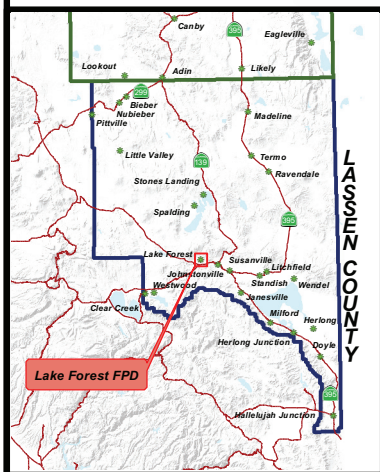 Canby
395
Eagleville
Lookout
Adin
Likely
299
Bieber
Nubieber
Pittville
Madeline
Little Valley
139
Termo
Ravendale
Stones Landing
Spalding
395
LASSEN COUNTY
Lake Forest
Susanville
Johnstonville
Litchfield
Standish
Wendel
Westwood
Janesville
Clear Creek
Milford
Herlong
Herlong Junction
Doyle
Lake Forest FPD
395
Hallelujah Junction